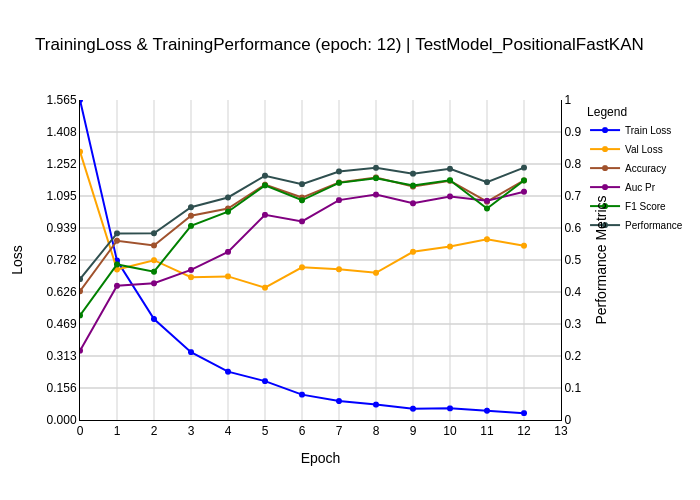 TrainingLoss & TrainingPerformance (epoch: 12) | TestModel_PositionalFastKAN
Loss
1.565
1.408
1.252
1.095
0.939
0.782
0.626
0.469
0.313
0.156
0.000
0 1 2 3 4 5 6 7 8 9 10 11 12 13
Epoch
1
0.9
0.8
0.7
0.6
0.5
0.4
0.3
0.2
0.1
0
Performance Metrics
Legend
Train Loss
Val Loss
Accuracy
Auc Pr
F1 Score
Performance